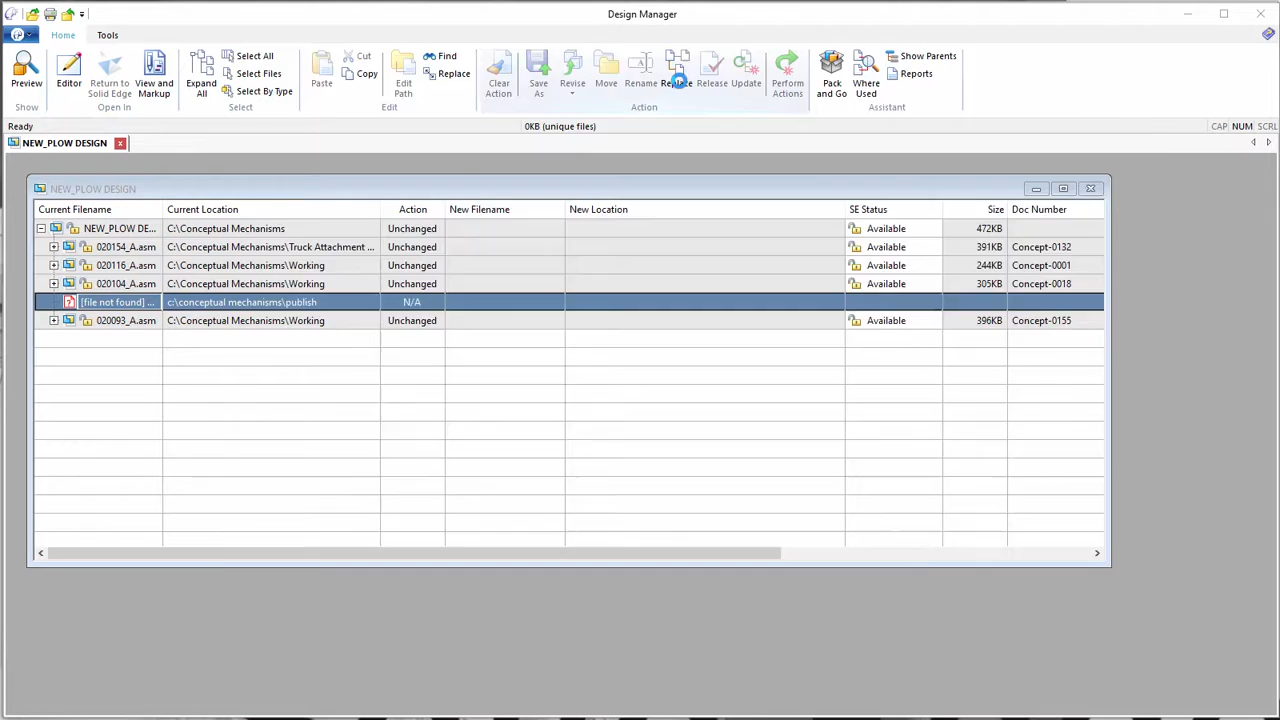 Design Manager
Home Tools
Preview
Show
Editor
Return to Solid Edge
View and Markup
Open In
Expand All
Select All
Select Files
Select By Type
Select
Paste
Cut
Copy
Edit Path
Find
Replace
Edit
Clear Action
Save As
Revise
Move
Rename
Replace
Release
Update
Perform Actions
Action
Pack and Go
Where Used
Show Parents
Reports
Assistant
Ready 0KB (unique files) CAP NUM SCRL
NEW_PLOW DESIGN
NEW_PLOW DESIGN
Current Filename Current Location Action New Filename New Location SE Status Size Doc Number
NEW_PLOW DE... C:\Conceptual Mechanisms Unchanged Available 472KB
020154_A.asm C:\Conceptual Mechanisms\Truck Attachment ... Unchanged Available 391KB Concept-0132
020116_A.asm C:\Conceptual Mechanisms\Working Unchanged Available 244KB Concept-0001
020104_A.asm C:\Conceptual Mechanisms\Working Unchanged Available 305KB Concept-0018
[file not found] ... c:\conceptual mechanisms\publish N/A
020093_A.asm C:\Conceptual Mechanisms\Working Unchanged Available 396KB Concept-0155